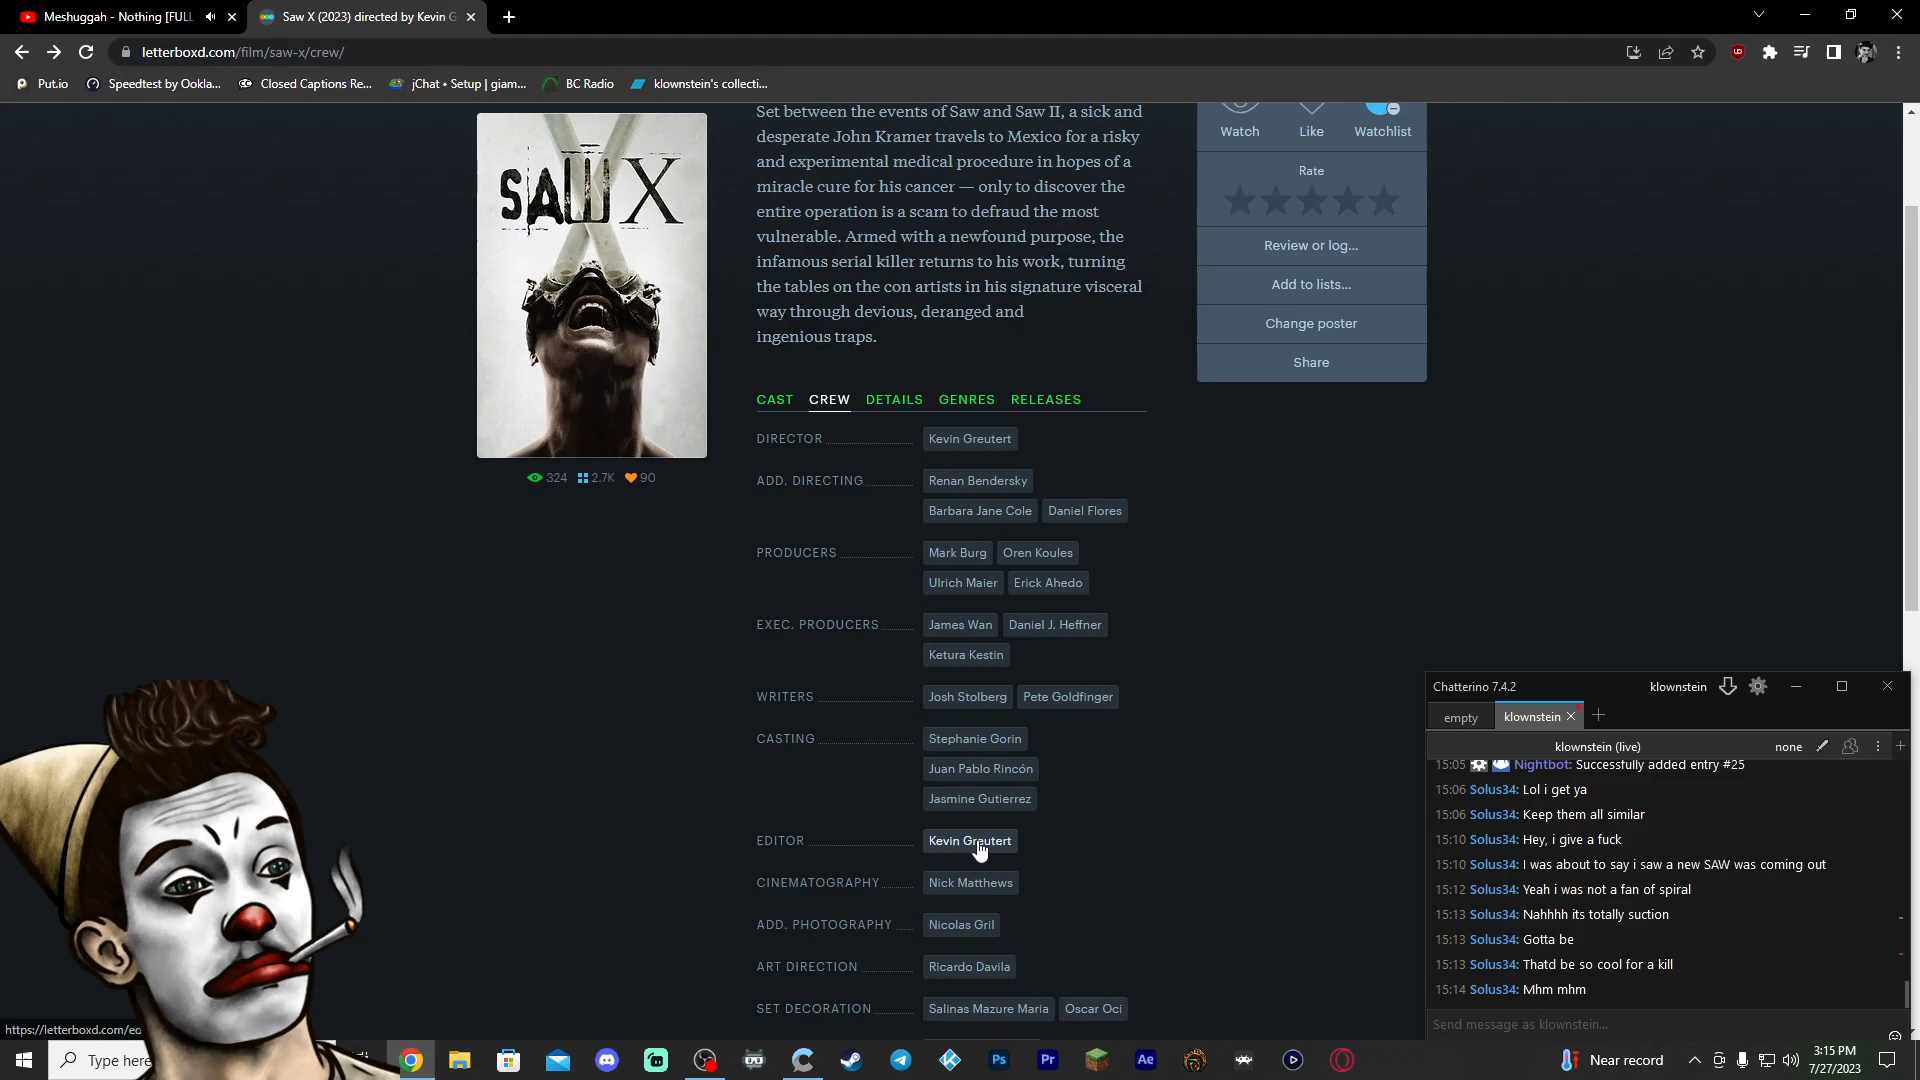 Meshuggah - Nothing [FULL
Saw X (2023) directed by Kevin G
letterboxd.com/film/saw-x/crew/
Put.io
Speedtest by Ookla...
Closed Captions Re...
jChat • Setup | giam...
BC Radio
klownstein's collecti...
SAW X
324
2.7K
90
Set between the events of Saw and Saw II, a sick and
desperate John Kramer travels to Mexico for a risky
and experimental medical procedure in hopes of a
miracle cure for his cancer — only to discover the
entire operation is a scam to defraud the most
vulnerable. Armed with a newfound purpose, the
infamous serial killer returns to his work, turning
the tables on the con artists in his signature visceral
way through devious, deranged and
ingenious traps.
CAST CREW DETAILS GENRES RELEASES
DIRECTOR Kevin Greutert
ADD. DIRECTING Renan Bendersky
Barbara Jane Cole Daniel Flores
PRODUCERS Mark Burg Oren Koules
Ulrich Maier Erick Ahedo
EXEC. PRODUCERS James Wan Daniel J. Heffner
Ketura Kestin
WRITERS Josh Stolberg Pete Goldfinger
CASTING Stephanie Gorin
Juan Pablo Rincón
Jasmine Gutierrez
EDITOR Kevin Greutert
CINEMATOGRAPHY Nick Matthews
ADD. PHOTOGRAPHY Nicolas Gril
ART DIRECTION Ricardo Davila
SET DECORATION Salinas Mazure Maria Oscar Oci
Watch Like Watchlist
Rate
Review or log...
Add to lists...
Change poster
Share
Chatterino 7.4.2
klownstein
empty
klownstein
klownstein (live)
none
15:05 Nightbot: Successfully added entry #25
15:06 Solus34: Lol i get ya
15:06 Solus34: Keep them all similar
15:10 Solus34: Hey, i give a fuck
15:10 Solus34: I was about to say i saw a new SAW was coming out
15:12 Solus34: Yeah i was not a fan of spiral
15:13 Solus34: Nahhhh its totally suction
15:13 Solus34: Gotta be
15:13 Solus34: Thatd be so cool for a kill
15:14 Solus34: Mhm mhm
Send message as klownstein...
https://letterboxd.com/ed
Type here
Ps
Pr
Ae
Near record
3:15 PM
7/27/2023